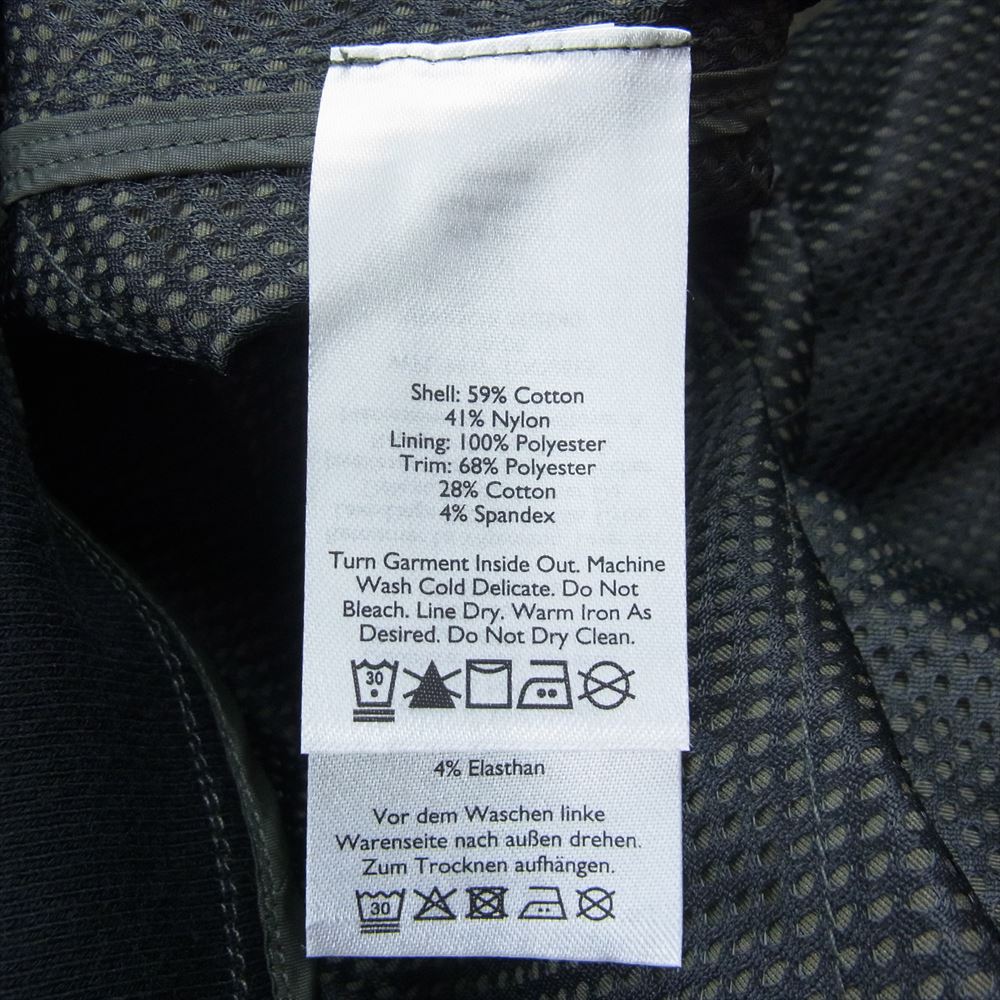 Shell: 59% Cotton
41% Nylon
Lining: 100% Polyester
Trim: 68% Polyester
28% Cotton
4% Spandex
Turn Garment Inside Out. Machine
Wash Cold Delicate. Do Not
Bleach. Line Dry. Warm Iron As
Desired. Do Not Dry Clean.
30
4% Elasthan
Vor dem Waschen linke
Warenseite nach außen drehen.
Zum Trocknen aufhängen.
30